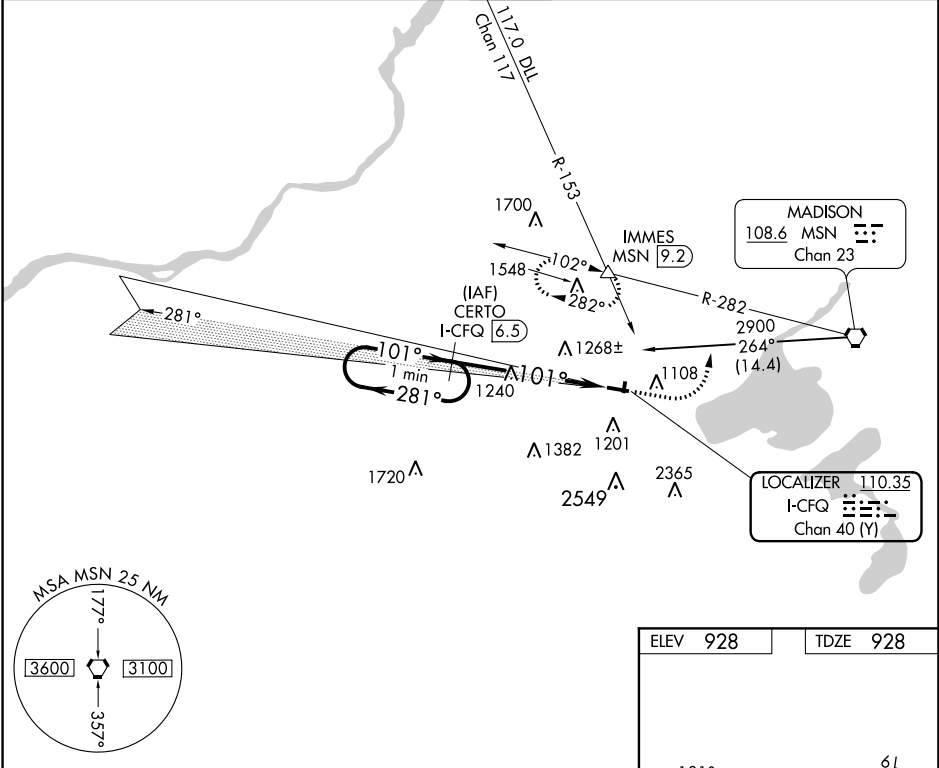 117.0 DLL
Chan 117
R-153
1700
IMMES
MSN 9.2
102°
1548
282°
MADISON
108.6 MSN
Chan 23
R-282
(IAF)
CERTO
I-CFQ 6.5
281°
2900
264°
(14.4)
1268±
101°
1 min
281°
1240
101°
1108
1201
1382
1720
2549
2365
LOCALIZER 110.35
I-CFQ
Chan 40 (Y)
MSA MSN 25 NM
177°
3600
3100
357°
ELEV 928
TDZE 928